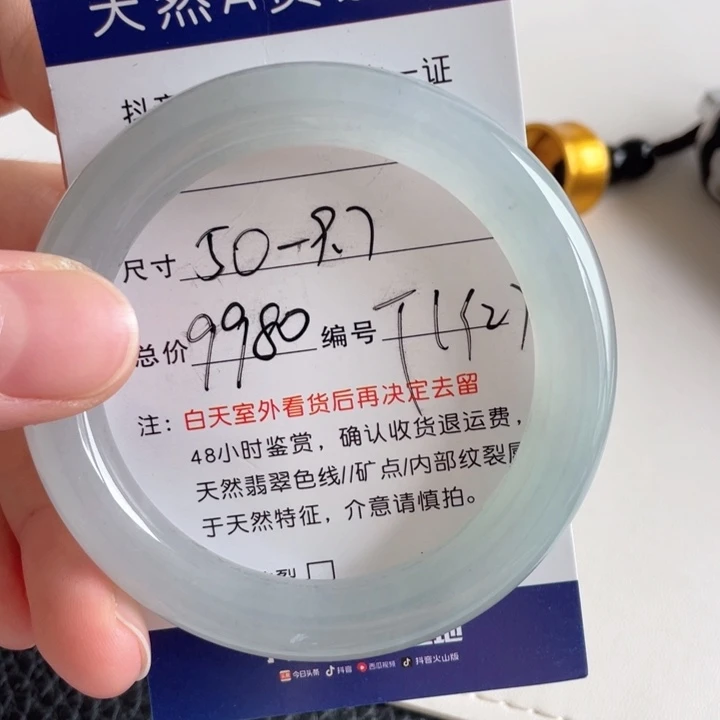 天然A货
抖音 一证
尺寸 50-9.7
总价 9980 编号
注：白天室外看货后再决定去留
48小时鉴赏，确认收货退运费，
天然翡翠色线//矿点/内部纹裂属
于天然特征，介意请慎拍。
裂
今日头条 抖音 西瓜视频 抖音火山版